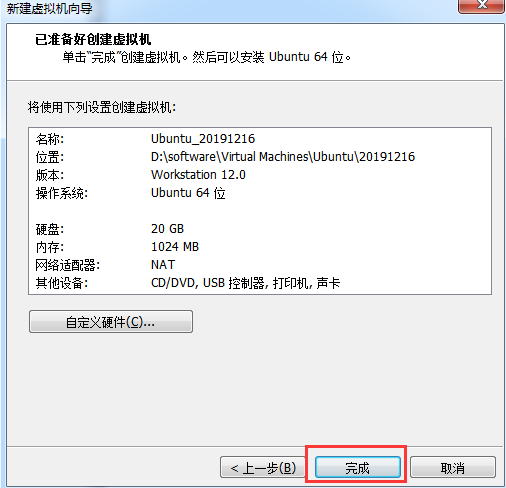 新建虚拟机向导
已准备好创建虚拟机
单击“完成”创建虚拟机。然后可以安装 Ubuntu 64 位。
将使用下列设置创建虚拟机:
名称: Ubuntu_20191216
位置: D:\software\Virtual Machines\Ubuntu\20191216
版本: Workstation 12.0
操作系统: Ubuntu 64 位
硬盘: 20 GB
内存: 1024 MB
网络适配器: NAT
其他设备: CD/DVD, USB 控制器, 打印机, 声卡
自定义硬件(C)...
< 上一步(B) 完成 取消